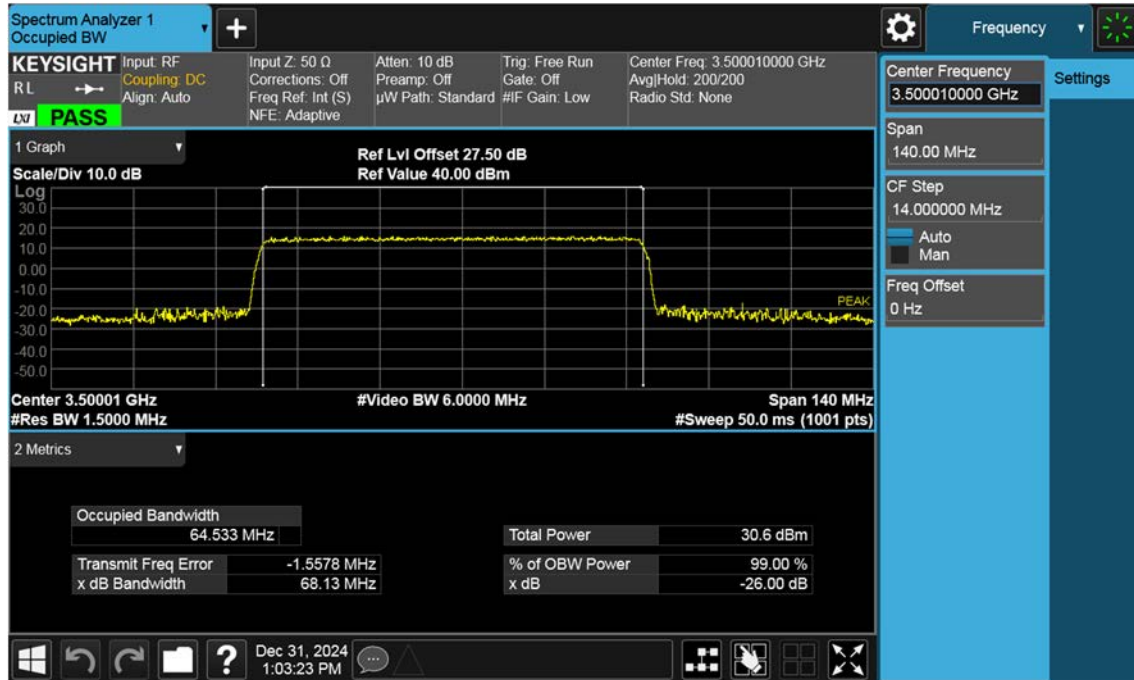 Spectrum Analyzer 1
Occupied BW
+
Frequency
KEYSIGHT
RL
LXI PASS
Input: RF
Coupling: DC
Align: Auto
Input Z: 50 Ω
Corrections: Off
Freq Ref: Int (S)
NFE: Adaptive
Atten: 10 dB
Preamp: Off
µW Path: Standard
Trig: Free Run
Gate: Off
#IF Gain: Low
Center Freq: 3.500010000 GHz
Avg|Hold: 200/200
Radio Std: None
Center Frequency
3.500010000 GHz
Settings
Span
140.00 MHz
CF Step
14.000000 MHz
Auto
Man
Freq Offset
0 Hz
1 Graph
Scale/Div 10.0 dB
Ref Lvl Offset 27.50 dB
Ref Value 40.00 dBm
Log
30.0
20.0
10.0
0.00
-10.0
-20.0
-30.0
-40.0
-50.0
PEAK
Center 3.50001 GHz
#Res BW 1.5000 MHz
#Video BW 6.0000 MHz
Span 140 MHz
#Sweep 50.0 ms (1001 pts)
2 Metrics
Occupied Bandwidth
64.533 MHz
Total Power 30.6 dBm
Transmit Freq Error -1.5578 MHz
% of OBW Power 99.00 %
x dB Bandwidth 68.13 MHz
x dB -26.00 dB
?
Dec 31, 2024
1:03:23 PM